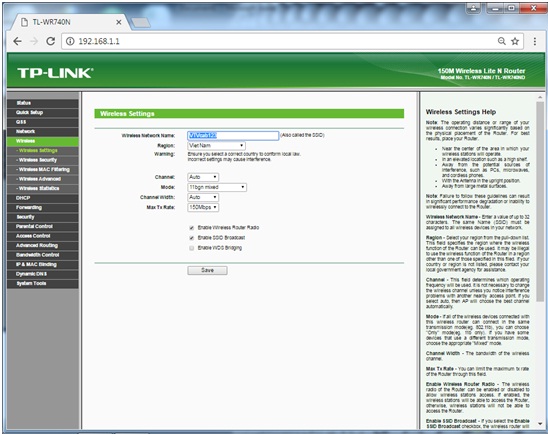 TL-WR740N
192.168.1.1
TP-LINK
150M Wireless Lite N Router
Model No. TL-WR740N / TL-WR740ND
Status
Quick Setup
QSS
Network
Wireless
- Wireless Settings
- Wireless Security
- Wireless MAC Filtering
- Wireless Advanced
- Wireless Statistics
DHCP
Forwarding
Security
Parental Control
Access Control
Advanced Routing
Bandwidth Control
IP & MAC Binding
Dynamic DNS
System Tools
Wireless Settings
Wireless Network Name:
(Also called the SSID)
Region:
Viet Nam
Warning:
Ensure you select a correct country to conform local law.
Incorrect settings may cause interference.
Channel:
Auto
Mode:
11bgn mixed
Channel Width:
Auto
Max Tx Rate:
150Mbps
Enable Wireless Router Radio
Enable SSID Broadcast
Enable WDS Bridging
Save
Wireless Settings Help
Note: The operating distance or range of your
wireless connection varies significantly based on
the physical placement of the Router. For best
results, place your Router:
Near the center of the area in which your
wireless stations will operate.
In an elevated location such as a high shelf.
Away from the potential sources of
interference, such as PCs, microwaves,
and cordless phones.
With the Antenna in the upright position.
Away from large metal surfaces.
Note: Failure to follow these guidelines can result
in significant performance degradation or inability to
wirelessly connect to the Router.
Wireless Network Name - Enter a value of up to 32
characters. The same Name (SSID) must be
assigned to all wireless devices in your network.
Region - Select your region from the pull-down list.
This field specifies the region where the wireless
function of the Router can be used. It may be illegal
to use the wireless function of the Router in a region
other than one of those specified in this filed. If your
country or region is not listed, please contact your
local government agency for assistance.
Channel - This field determines which operating
frequency will be used. It is not necessary to change
the wireless channel unless you notice interference
problems with another nearby access point. If you
select auto, then AP will choose the best channel
automatically.
Mode - If all of the wireless devices connected with
this wireless router can connect in the same
transmission mode(eg. 802.11b), you can choose
"Only" mode(eg. 11b only). If you have some
devices that use a different transmission mode,
choose the appropriate "Mixed" mode.
Channel Width - The bandwidth of the wireless
channel.
Max Tx Rate - You can limit the maximum tx rate
of the Router through this field.
Enable Wireless Router Radio - The wireless
radio of the Router can be enabled or disabled to
allow wireless stations access. If enabled, the
wireless stations will be able to access the Router,
otherwise, wireless stations will not be able to
access the Router.
Enable SSID Broadcast - If you select the Enable
SSID Broadcast checkbox, the wireless router will